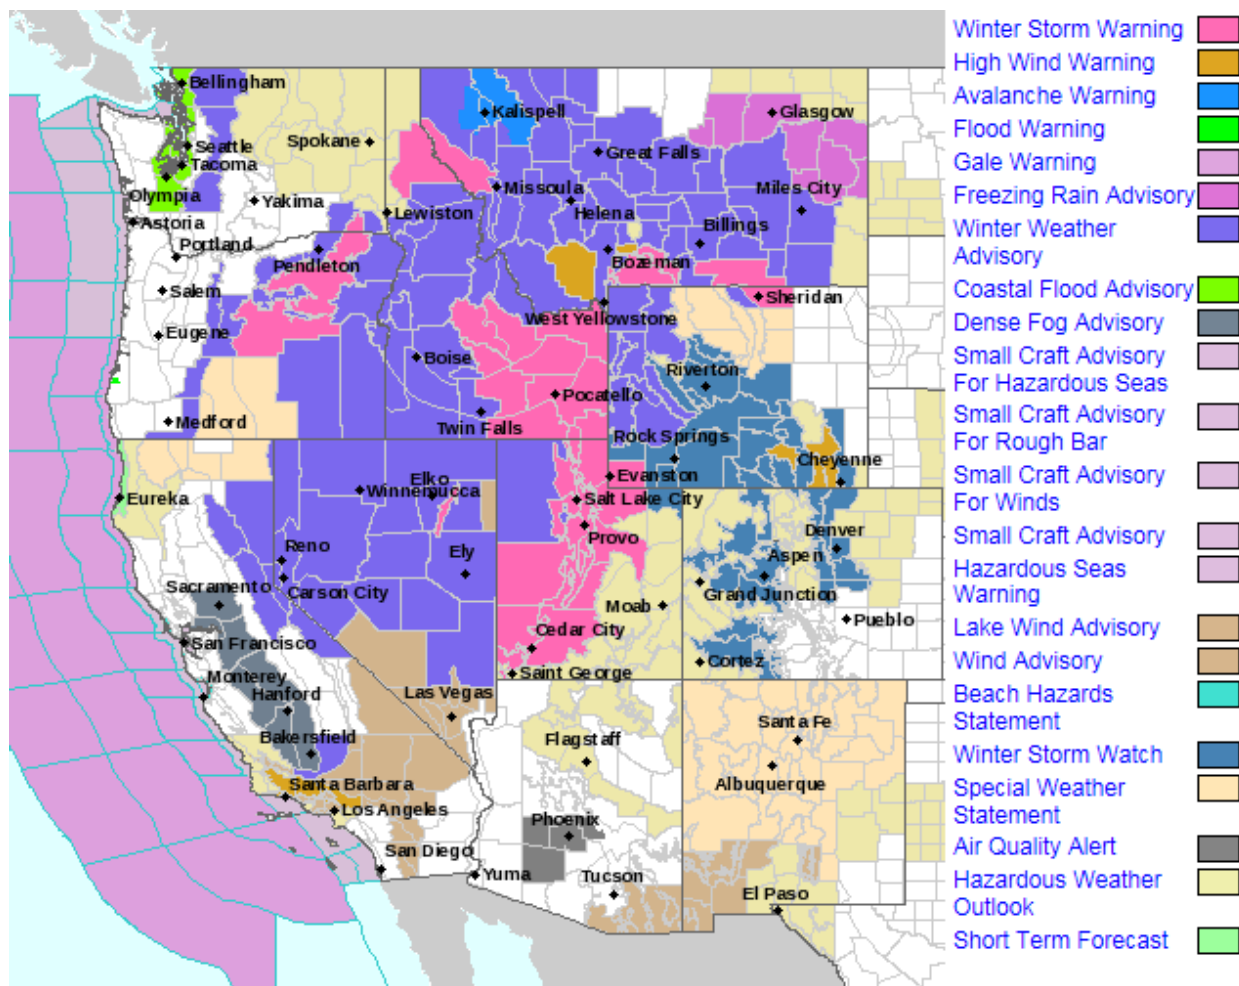 Bellingham
Seattle
Tacoma
Olympia
Spokane
Yakima
Astoria
Portland
Lewiston
Pendleton
Salem
Eugene
Medford
Kalispell
Great Falls
Glasgow
Missoula
Helena
Miles City
Billings
Bozeman
West Yellowstone
Sheridan
Boise
Pocatello
Twin Falls
Riverton
Rock Springs
Cheyenne
Evanston
Eureka
Elko
Winnemucca
Salt Lake City
Provo
Reno
Ely
Carson City
Sacramento
San Francisco
Monterey
Hanford
Bakersfield
Las Vegas
Cedar City
Saint George
Moab
Denver
Aspen
Grand Junction
Pueblo
Cortez
Santa Barbara
Los Angeles
San Diego
Yuma
Flagstaff
Phoenix
Tucson
Santa Fe
Albuquerque
El Paso
Winter Storm Warning
High Wind Warning
Avalanche Warning
Flood Warning
Gale Warning
Freezing Rain Advisory
Winter Weather
Advisory
Coastal Flood Advisory
Dense Fog Advisory
Small Craft Advisory
For Hazardous Seas
Small Craft Advisory
For Rough Bar
Small Craft Advisory
For Winds
Small Craft Advisory
Hazardous Seas
Warning
Lake Wind Advisory
Wind Advisory
Beach Hazards
Statement
Winter Storm Watch
Special Weather
Statement
Air Quality Alert
Hazardous Weather
Outlook
Short Term Forecast